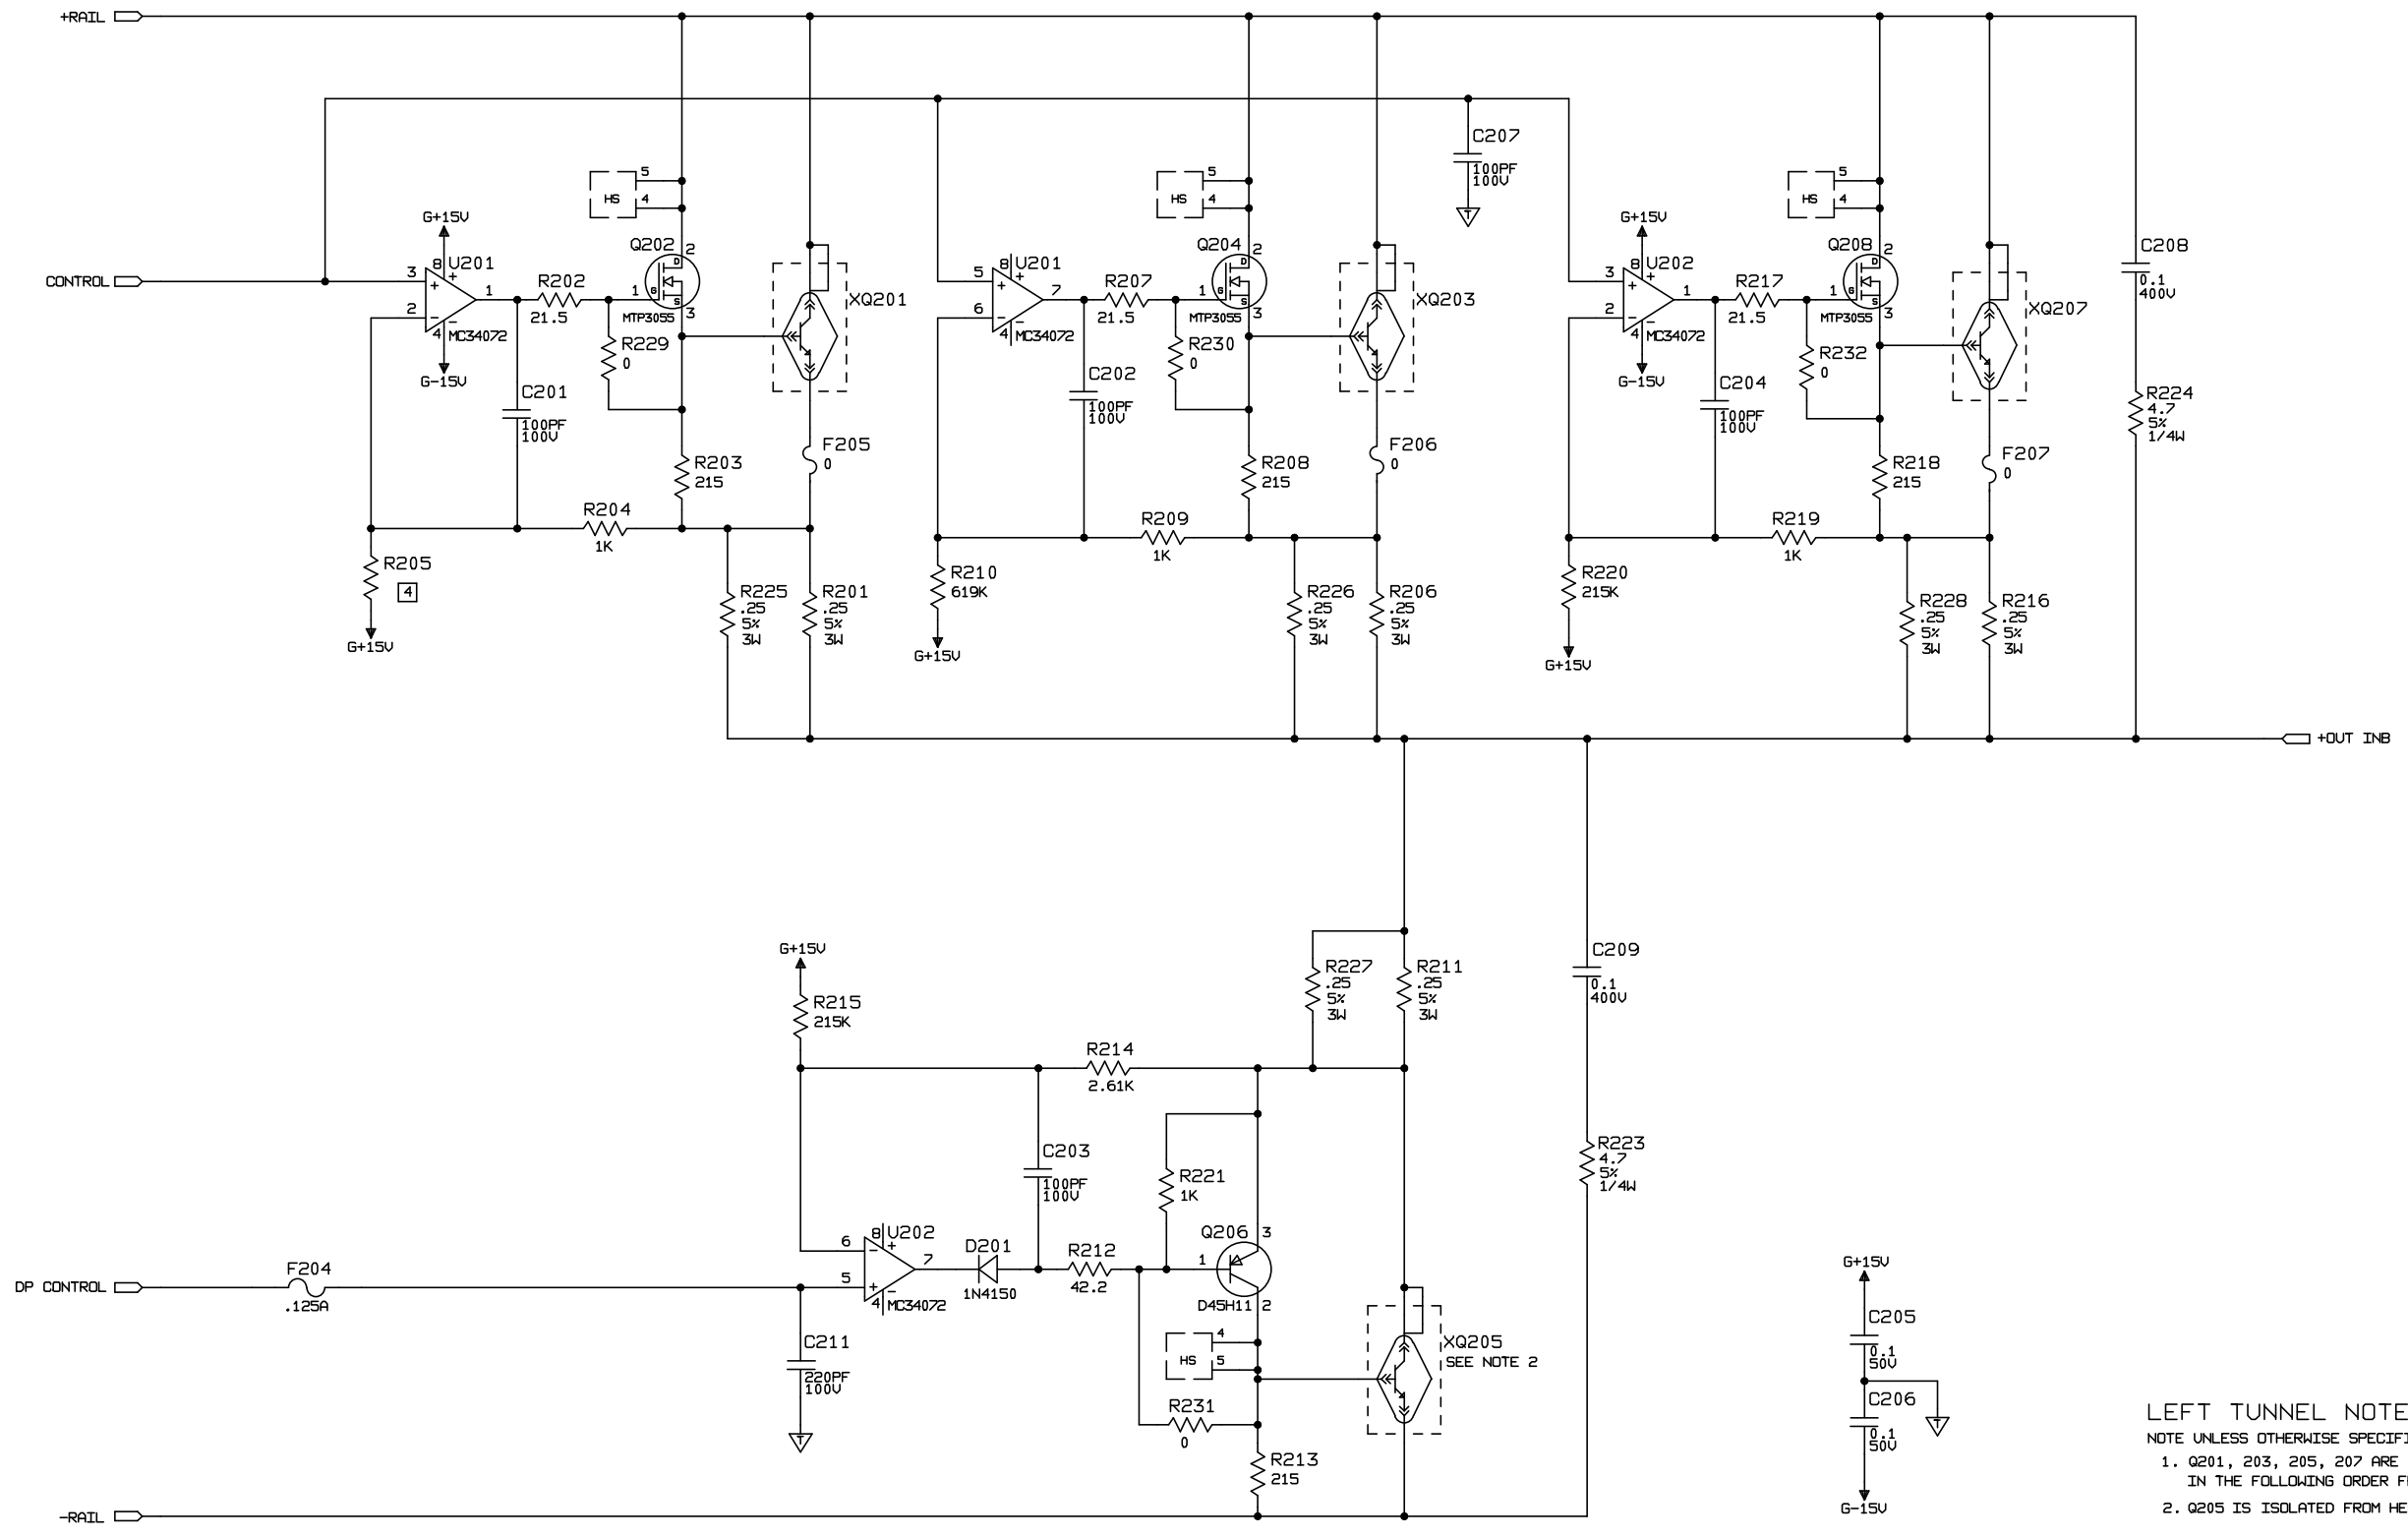 +RAIL
C207
100PF
100V
5
HS
4
5
HS
4
5
HS
4
G+15V
Q202
2
D
G
S
1
3
MTP3055
Q204
2
D
G
S
1
3
MTP3055
G+15V
Q208
2
D
G
S
1
3
MTP3055
C208
0.1
400V
CONTROL
3
8
U201
+
+
2
-
4
-
1
MC34072
G-15V
R202
21.5
XQ201
5
8
U201
+
+
6
-
4
-
7
MC34072
R207
21.5
XQ203
3
8
U202
+
+
2
-
4
-
1
MC34072
G-15V
R217
21.5
XQ207
R229
0
R230
0
R232
0
C201
100PF
100V
C202
100PF
100V
C204
100PF
100V
R224
4.7
5%
1/4W
F205
0
F206
0
F207
0
R203
215
R208
215
R218
215
R204
1K
R209
1K
R219
1K
R205
4
G+15V
R225
.25
5%
3W
R201
.25
5%
3W
R210
619K
G+15V
R226
.25
5%
3W
R206
.25
5%
3W
R220
215K
G+15V
R228
.25
5%
3W
R216
.25
5%
3W
+OUT INB
G+15V
R215
215K
R227
.25
5%
3W
R211
.25
5%
3W
C209
0.1
400V
R214
2.61K
C203
100PF
100V
R221
1K
R223
4.7
5%
1/4W
DP CONTROL
F204
.125A
6
8
U202
-
+
5
+
4
-
7
MC34072
D201
1N4150
R212
42.2
Q206
3
1
D45H11
2
C211
220PF
100V
T
4
HS
5
XQ205
SEE NOTE 2
R231
0
R213
215
-RAIL
T
G+15V
C205
0.1
50V
C206
0.1
50V
T
G-15V
LEFT TUNNEL NOTE
NOTE UNLESS OTHERWISE SPECIFI
1. Q201, 203, 205, 207 ARE
IN THE FOLLOWING ORDER F
2. Q205 IS ISOLATED FROM HE